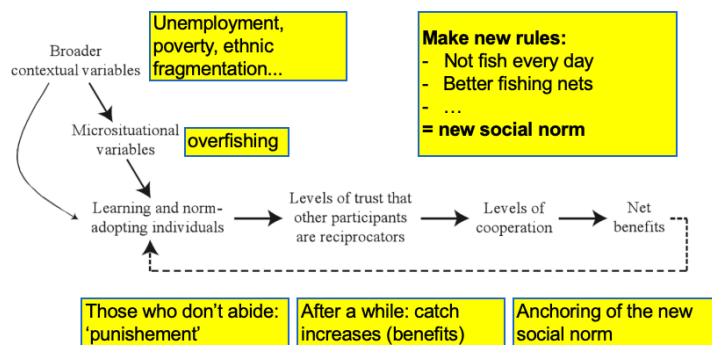 Unemployment,
poverty, ethnic
fragmentation...
Make new rules:
- Not fish every day
- Better fishing nets
- ...
= new social norm
Broader
contextual variables
Microsituational
variables
overfishing
Learning and norm-
adopting individuals
Levels of trust that
other participants
are reciprocators
Levels of
cooperation
Net
benefits
Those who don’t abide:
‘punishement’
After a while: catch
increases (benefits)
Anchoring of the new
social norm